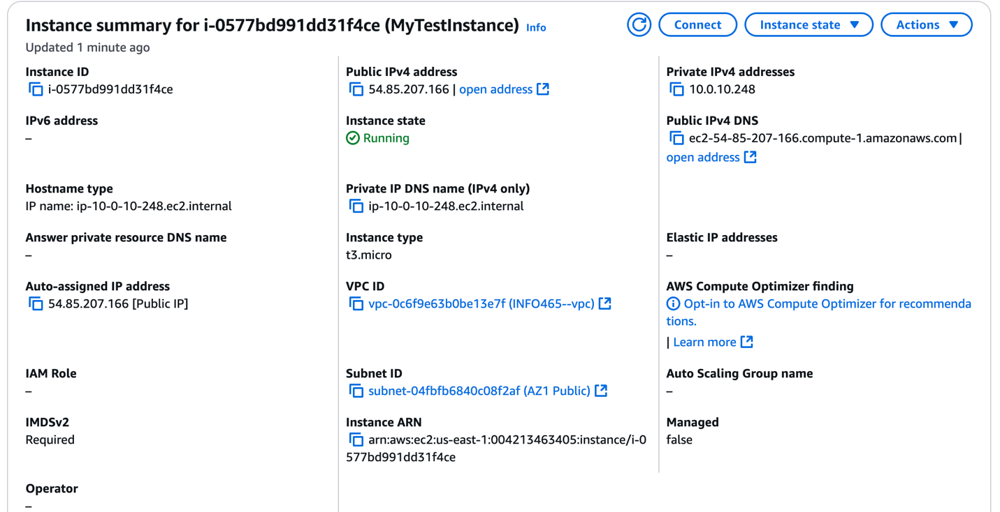 Instance summary for i-0577bd991dd31f4ce (MyTestInstance) Info
Connect
Instance state
Actions
Updated 1 minute ago
Instance ID
i-0577bd991dd31f4ce
Public IPv4 address
54.85.207.166 | open address
Private IPv4 addresses
10.0.10.248
IPv6 address
–
Instance state
Running
Public IPv4 DNS
ec2-54-85-207-166.compute-1.amazonaws.com |
open address
Hostname type
IP name: ip-10-0-10-248.ec2.internal
Private IP DNS name (IPv4 only)
ip-10-0-10-248.ec2.internal
Answer private resource DNS name
–
Instance type
t3.micro
Elastic IP addresses
–
Auto-assigned IP address
54.85.207.166 [Public IP]
VPC ID
vpc-0c6f9e63b0be13e7f (INFO465--vpc)
AWS Compute Optimizer finding
Opt-in to AWS Compute Optimizer for recommenda
tions.
| Learn more
IAM Role
–
Subnet ID
subnet-04fbfb6840c08f2af (AZ1 Public)
Auto Scaling Group name
–
IMDSv2
Required
Instance ARN
arn:aws:ec2:us-east-1:004213463405:instance/i-0
577bd991dd31f4ce
Managed
false
Operator
–